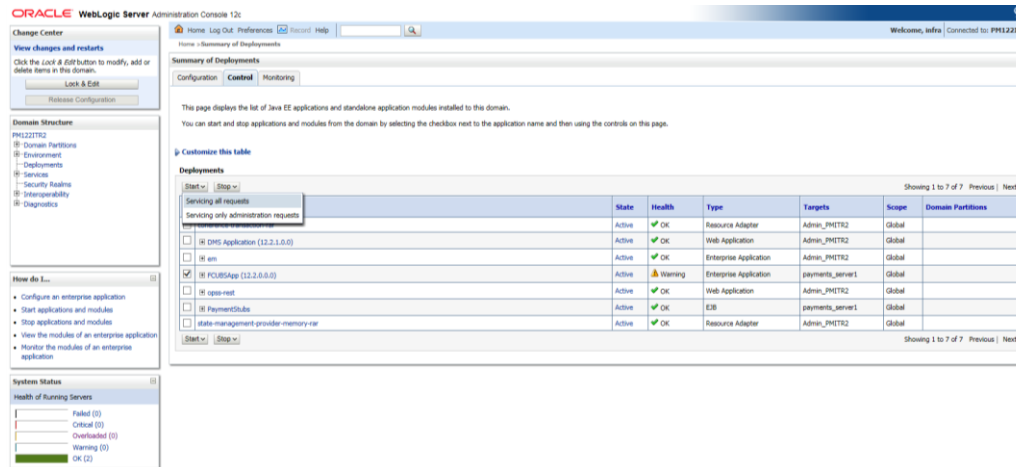 ORACLE WebLogic Server Administration Console 12c
Change Center
View changes and restarts
Click the Lock & Edit button to modify, add or
delete items in this domain.
Lock & Edit
Release Configuration
Domain Structure
PM122ITR2
Domain Partitions
Environment
Deployments
Services
Security Realms
Interoperability
Diagnostics
How do I...
Configure an enterprise application
Start applications and modules
Stop applications and modules
View the modules of an enterprise application
Monitor the modules of an enterprise
application
System Status
Health of Running Servers
Failed (0)
Critical (0)
Overloaded (0)
Warning (0)
OK (2)
Home Log Out Preferences Record Help
Welcome, infra Connected to: PM122I
Home >Summary of Deployments
Summary of Deployments
Configuration Control Monitoring
This page displays the list of Java EE applications and standalone application modules installed to this domain.
You can start and stop applications and modules from the domain by selecting the checkbox next to the application name and then using the controls on this page.
Customize this table
Deployments
Start Stop Showing 1 to 7 of 7 Previous | Next
Servicing all requests
Servicing only administration requests
State Health Type Targets Scope Domain Partitions
Active OK Resource Adapter Admin_PMITR2 Global
DMS Application (12.2.1.0.0) Active OK Web Application Admin_PMITR2 Global
em Active OK Enterprise Application Admin_PMITR2 Global
FCUBSApp (12.2.0.0.0) Active Warning Enterprise Application payments_server1 Global
opss-rest Active OK Web Application Admin_PMITR2 Global
PaymentStubs Active OK EJB payments_server1 Global
state-management-provider-memory-rar Active OK Resource Adapter Admin_PMITR2 Global
Start Stop Showing 1 to 7 of 7 Previous | Next